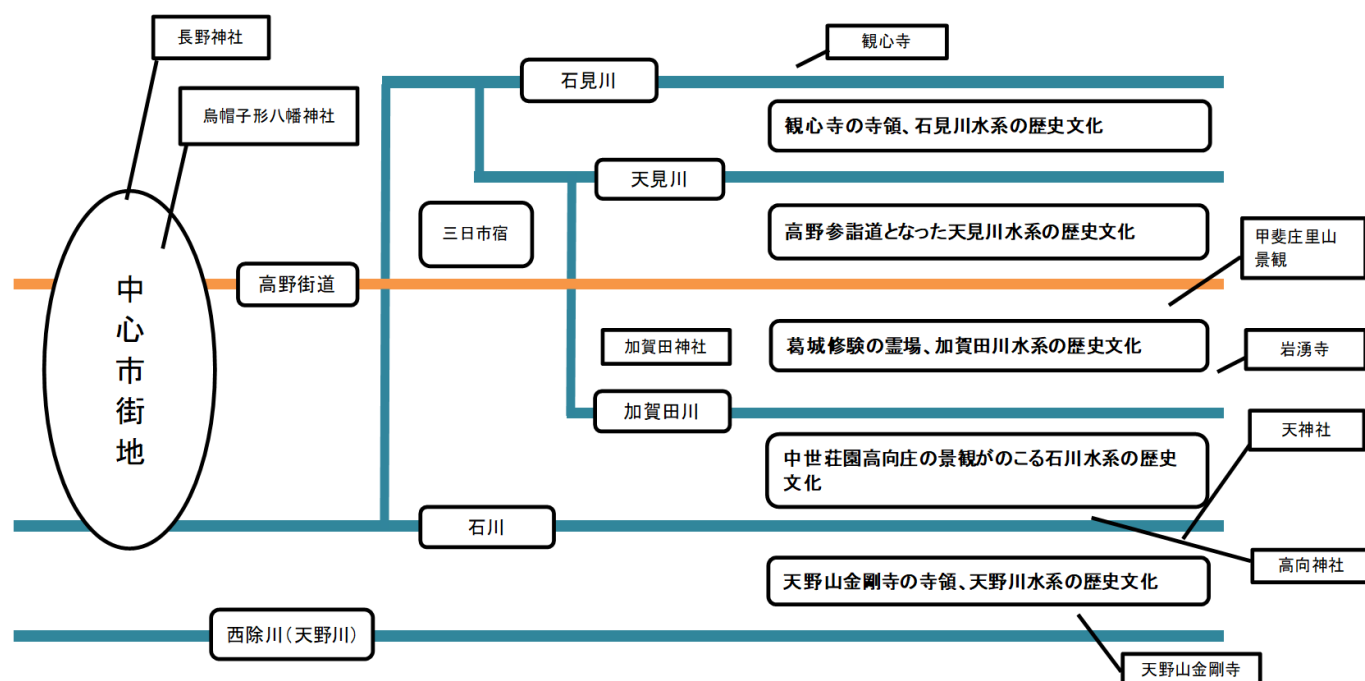 長野神社
観心寺
石見川
烏帽子形八幡神社
観心寺の寺領、石見川水系の歴史文化
天見川
三日市宿
高野参詣道となった天見川水系の歴史文化
甲斐庄里山
景観
高野街道
中心市街地
加賀田神社
葛城修験の霊場、加賀田川水系の歴史文化
岩湧寺
加賀田川
天神社
中世荘園高向庄の景観がのこる石川水系の歴史
文化
石川
高向神社
天野山金剛寺の寺領、天野川水系の歴史文化
西除川(天野川)
天野山金剛寺